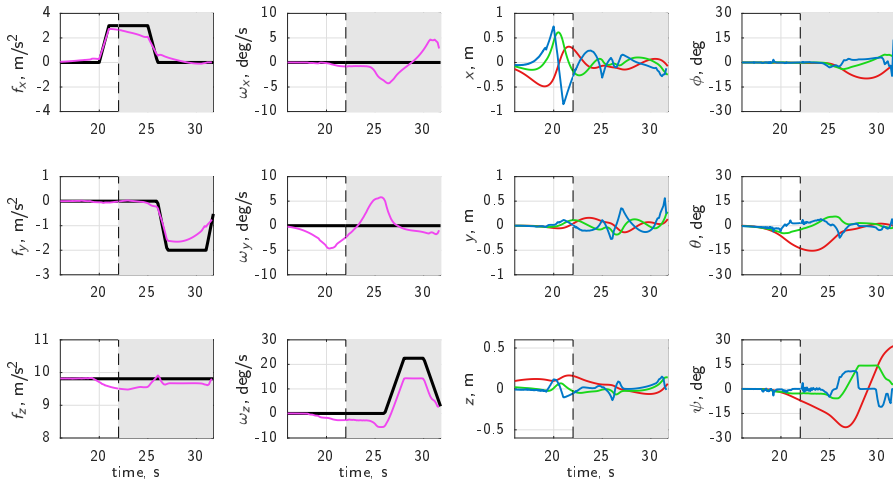 4
2
0
-2
-4
20 25 30
f_x, m/s²
10
5
0
-5
-10
20 25 30
ω_x, deg/s
1
0.5
0
-0.5
-1
20 25 30
x, m
30
15
0
-15
-30
20 25 30
ϕ, deg
1
0
-1
-2
-3
20 25 30
f_y, m/s²
10
5
0
-5
-10
20 25 30
ω_y, deg/s
1
0.5
0
0.5
1
20 25 30
y, m
30
15
0
-15
-30
20 25 30
θ, deg
11
10
9
8
20 25 30
f_z, m/s²
time, s
30
20
10
0
-10
20 25 30
ω_z, deg/s
time, s
0.5
0
-0.5
20 25 30
z, m
time, s
30
15
0
-15
-30
20 25 30
ψ, deg
time, s